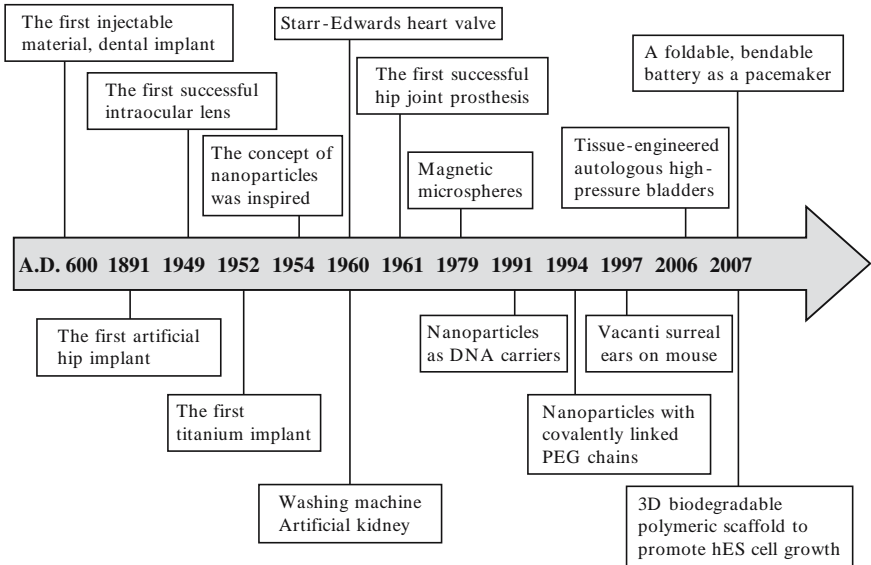 The first injectable
material, dental implant
Starr-Edwards heart valve
A foldable, bendable
battery as a pacemaker
The first successful
intraocular lens
The first successful
hip joint prosthesis
The concept of
nanoparticles
was inspired
Magnetic
microspheres
Tissue-engineered
autologous high-
pressure bladders
A.D. 600 1891 1949 1952 1954 1960 1961 1979 1991 1994 1997 2006 2007
The first artificial
hip implant
Nanoparticles
as DNA carriers
Vacanti surreal
ears on mouse
The first
titanium implant
Nanoparticles with
covalently linked
PEG chains
Washing machine
Artificial kidney
3D biodegradable
polymeric scaffold to
promote hES cell growth